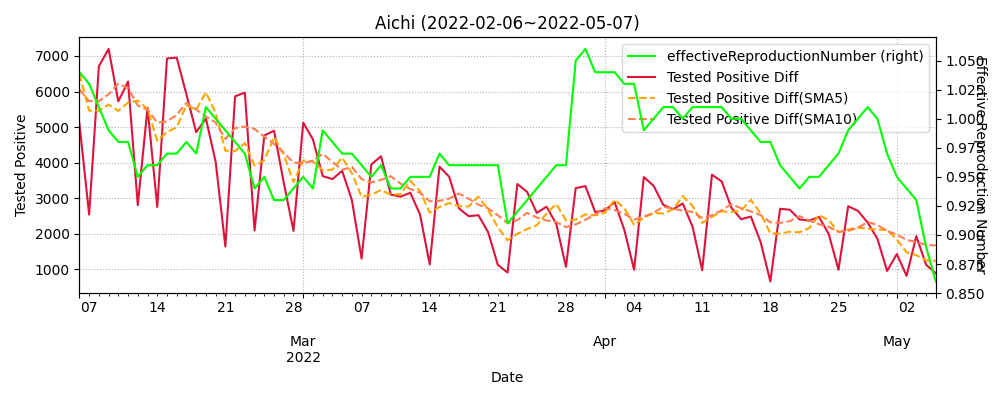 Aichi (2022-02-06~2022-05-07)
effectiveReproductionNumber (right)
Tested Positive Diff
Tested Positive Diff(SMA5)
Tested Positive Diff(SMA10)
Tested Positive
7000
6000
5000
4000
3000
2000
1000
Effective Reproduction Number
1.050
1.025
1.000
0.975
0.950
0.925
0.900
0.875
0.850
07 14 21 28 07 14 21 28 04 11 18 25 02
Mar Apr May
2022
Date